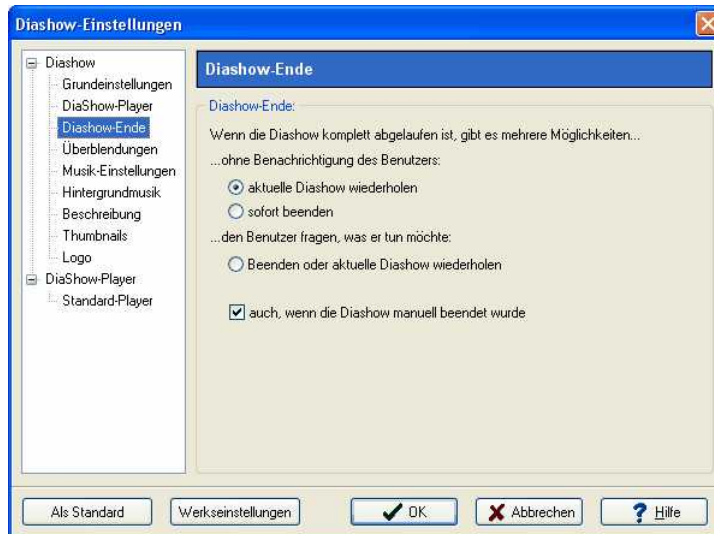 Diashow-Einstellungen
Diashow
Grundeinstellungen
DiaShow-Player
Diashow-Ende
Überblendungen
Musik-Einstellungen
Hintergrundmusik
Beschreibung
Thumbnails
Logo
DiaShow-Player
Standard-Player
Diashow-Ende
Diashow-Ende:
Wenn die Diashow komplett abgelaufen ist, gibt es mehrere Möglichkeiten...
...ohne Benachrichtigung des Benutzers:
aktuelle Diashow wiederholen
sofort beenden
...den Benutzer fragen, was er tun möchte:
Beenden oder aktuelle Diashow wiederholen
auch, wenn die Diashow manuell beendet wurde
Als Standard
Werkseinstellungen
OK
Abbrechen
Hilfe